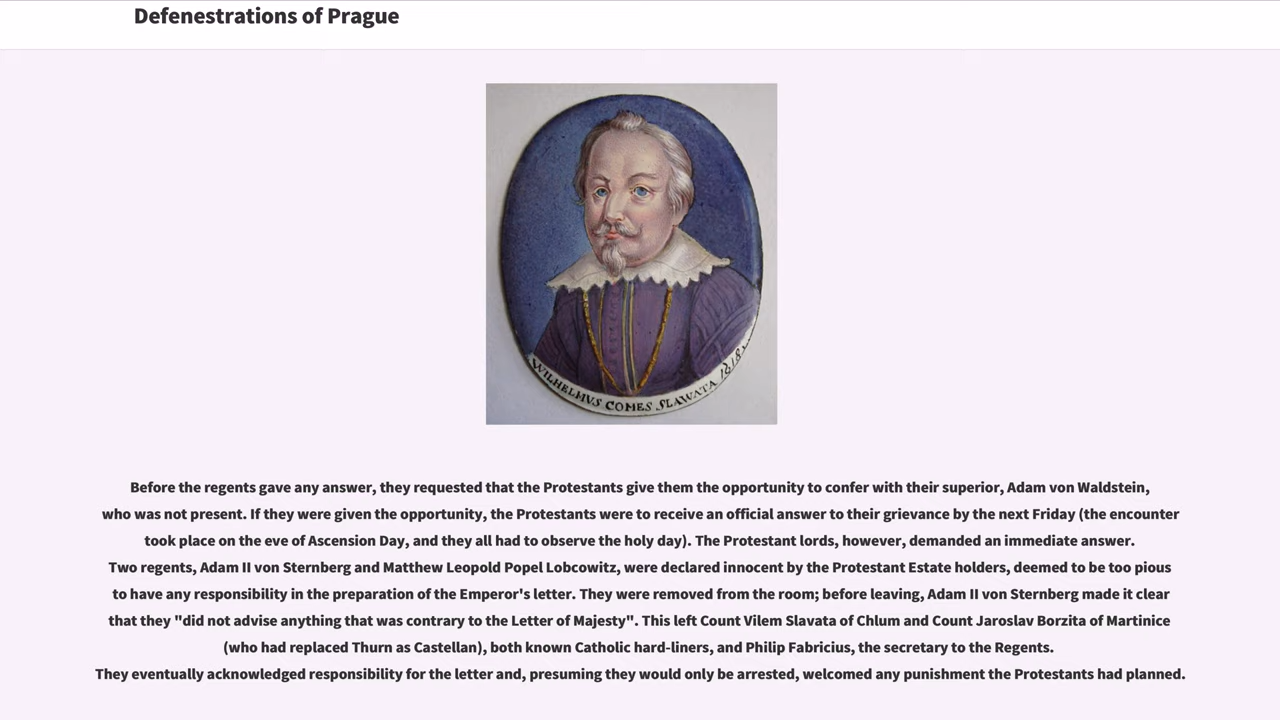 Defenestrations of Prague
WILHELMVS COMES SLAWATA 1618
Before the regents gave any answer, they requested that the Protestants give them the opportunity to confer with their superior, Adam von Waldstein,
who was not present. If they were given the opportunity, the Protestants were to receive an official answer to their grievance by the next Friday (the encounter
took place on the eve of Ascension Day, and they all had to observe the holy day). The Protestant lords, however, demanded an immediate answer.
Two regents, Adam II von Sternberg and Matthew Leopold Popel Lobcowitz, were declared innocent by the Protestant Estate holders, deemed to be too pious
to have any responsibility in the preparation of the Emperor's letter. They were removed from the room; before leaving, Adam II von Sternberg made it clear
that they "did not advise anything that was contrary to the Letter of Majesty". This left Count Vilem Slavata of Chlum and Count Jaroslav Borzita of Martinice
(who had replaced Thurn as Castellan), both known Catholic hard-liners, and Philip Fabricius, the secretary to the Regents.
They eventually acknowledged responsibility for the letter and, presuming they would only be arrested, welcomed any punishment the Protestants had planned.